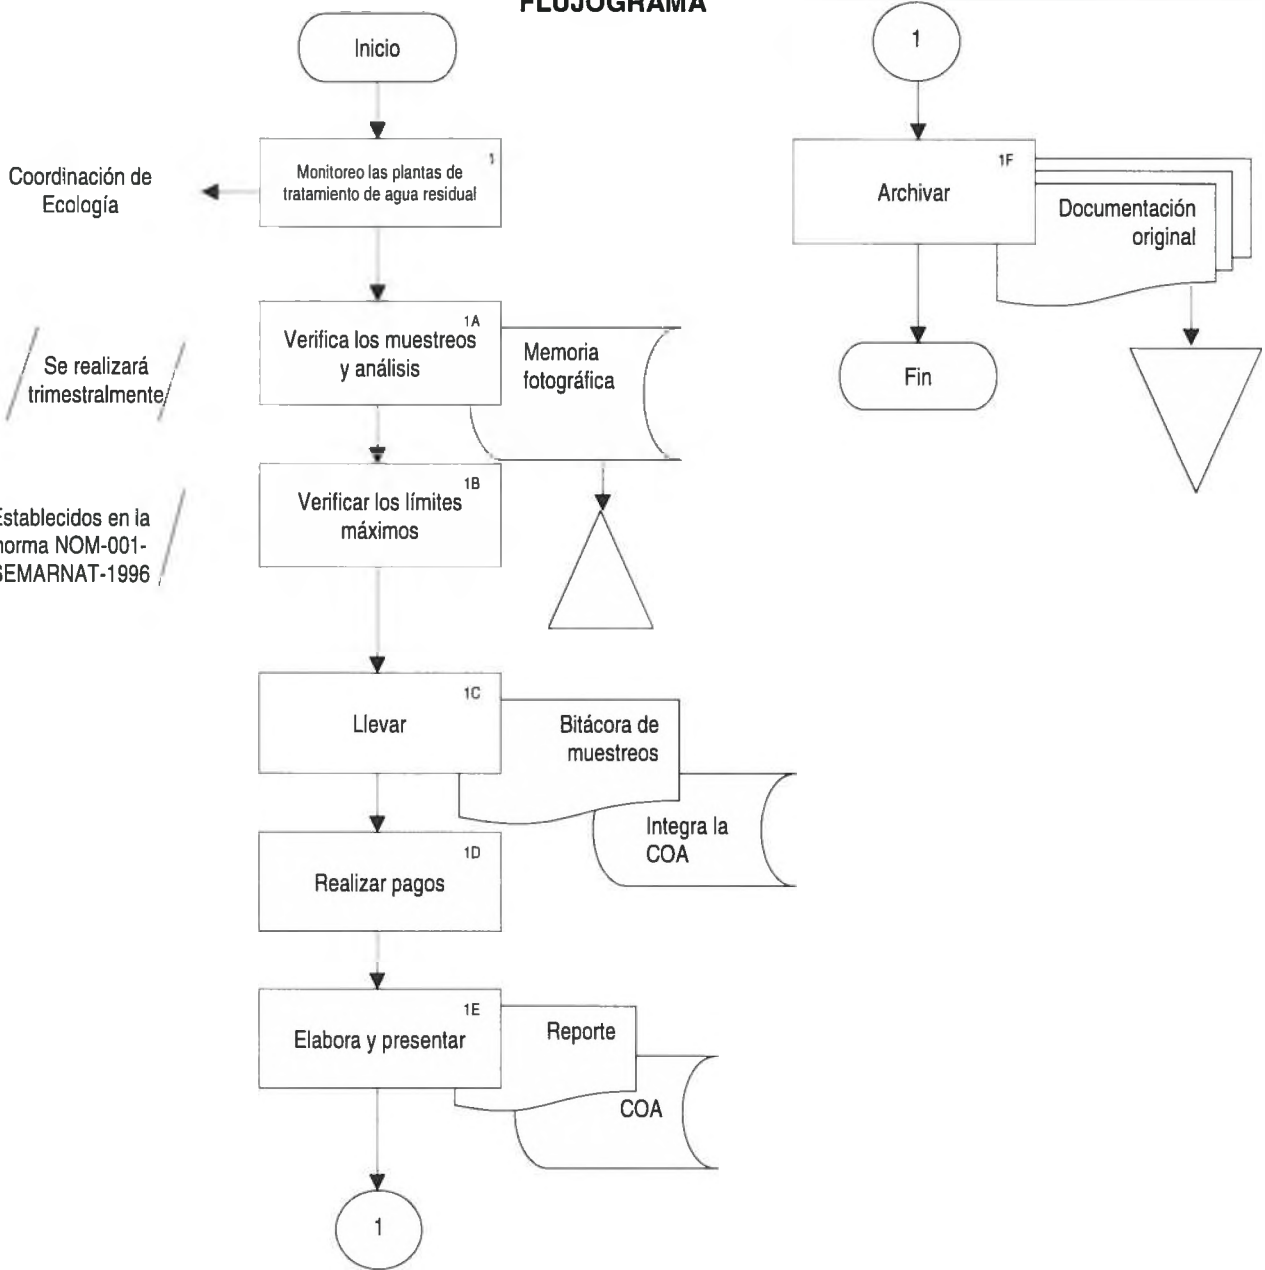 FLUJOGRAMA
Inicio
1
Monitoreo las plantas de
tratamiento de agua residual
Coordinación de
Ecología
1A
Verifica los muestreos
y análisis
Memoria
fotográfica
Se realizará
trimestralmente
1B
Verificar los límites
máximos
Establecidos en la
norma NOM-001-
SEMARNAT-1996
1C
Llevar
Bitácora de
muestreos
Integra la
COA
1D
Realizar pagos
1E
Elabora y presentar
Reporte
COA
1
1
1F
Archivar
Documentación
original
Fin